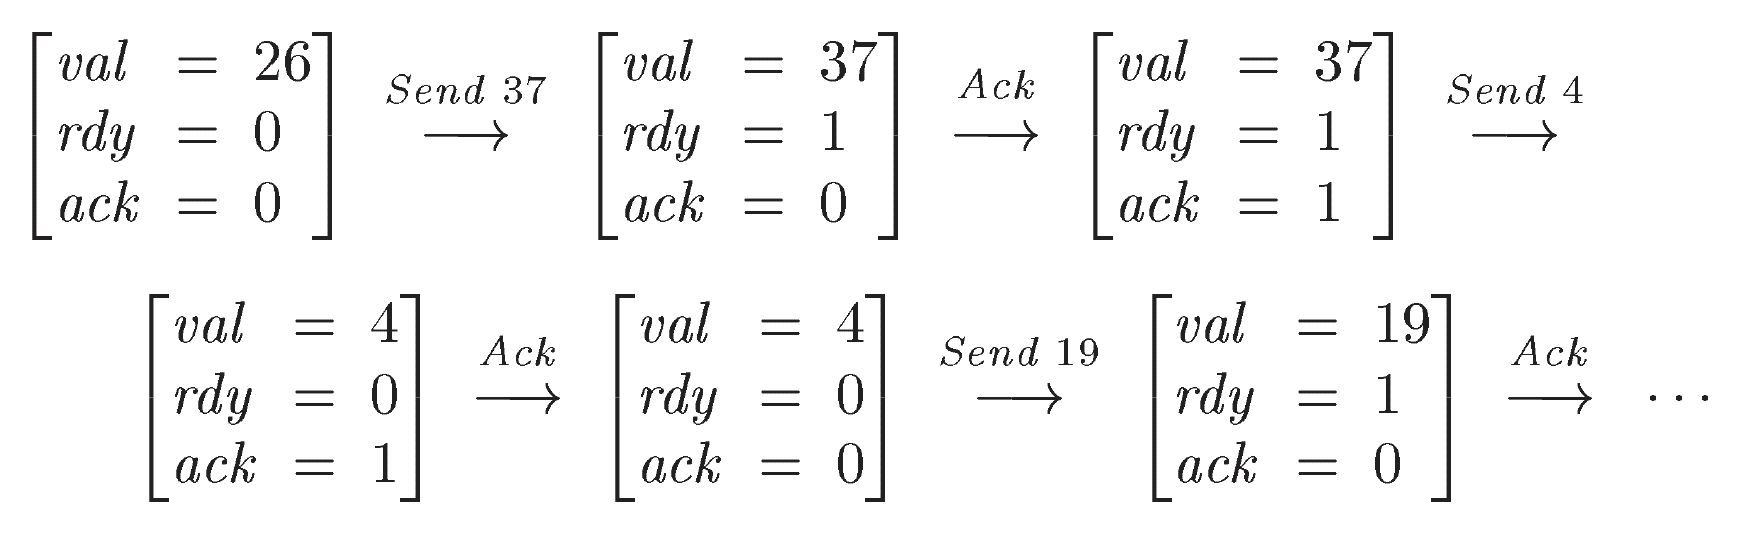 val = 26 Send 37 val = 37 Ack val = 37 Send 4
rdy = 0 ⟶ rdy = 1 ⟶ rdy = 1 ⟶
ack = 0 ack = 0 ack = 1
val = 4 Ack val = 4 Send 19 val = 19 Ack
rdy = 0 ⟶ rdy = 0 ⟶ rdy = 1 ⟶ ···
ack = 1 ack = 0 ack = 0